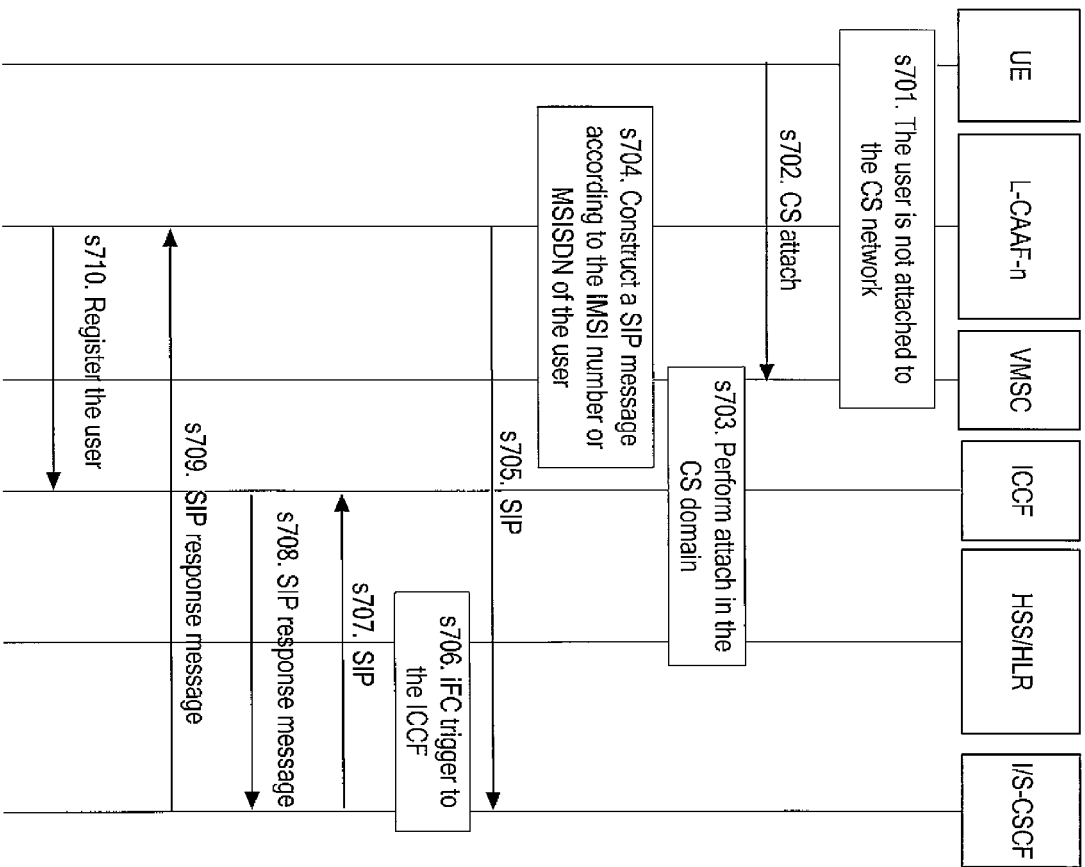 UE
L-CAAF-n
VMSC
ICCF
HSS/HLR
I/S-CSCF
s701. The user is not attached to
the CS network
s702. CS attach
s703. Perform attach in the
CS domain
s704. Construct a SIP message
according to the IMSI number or
MSISDN of the user
s705. SIP
s706. iFC trigger to
the ICCF
s707. SIP
s708. SIP response message
s709. SIP response message
s710. Register the user